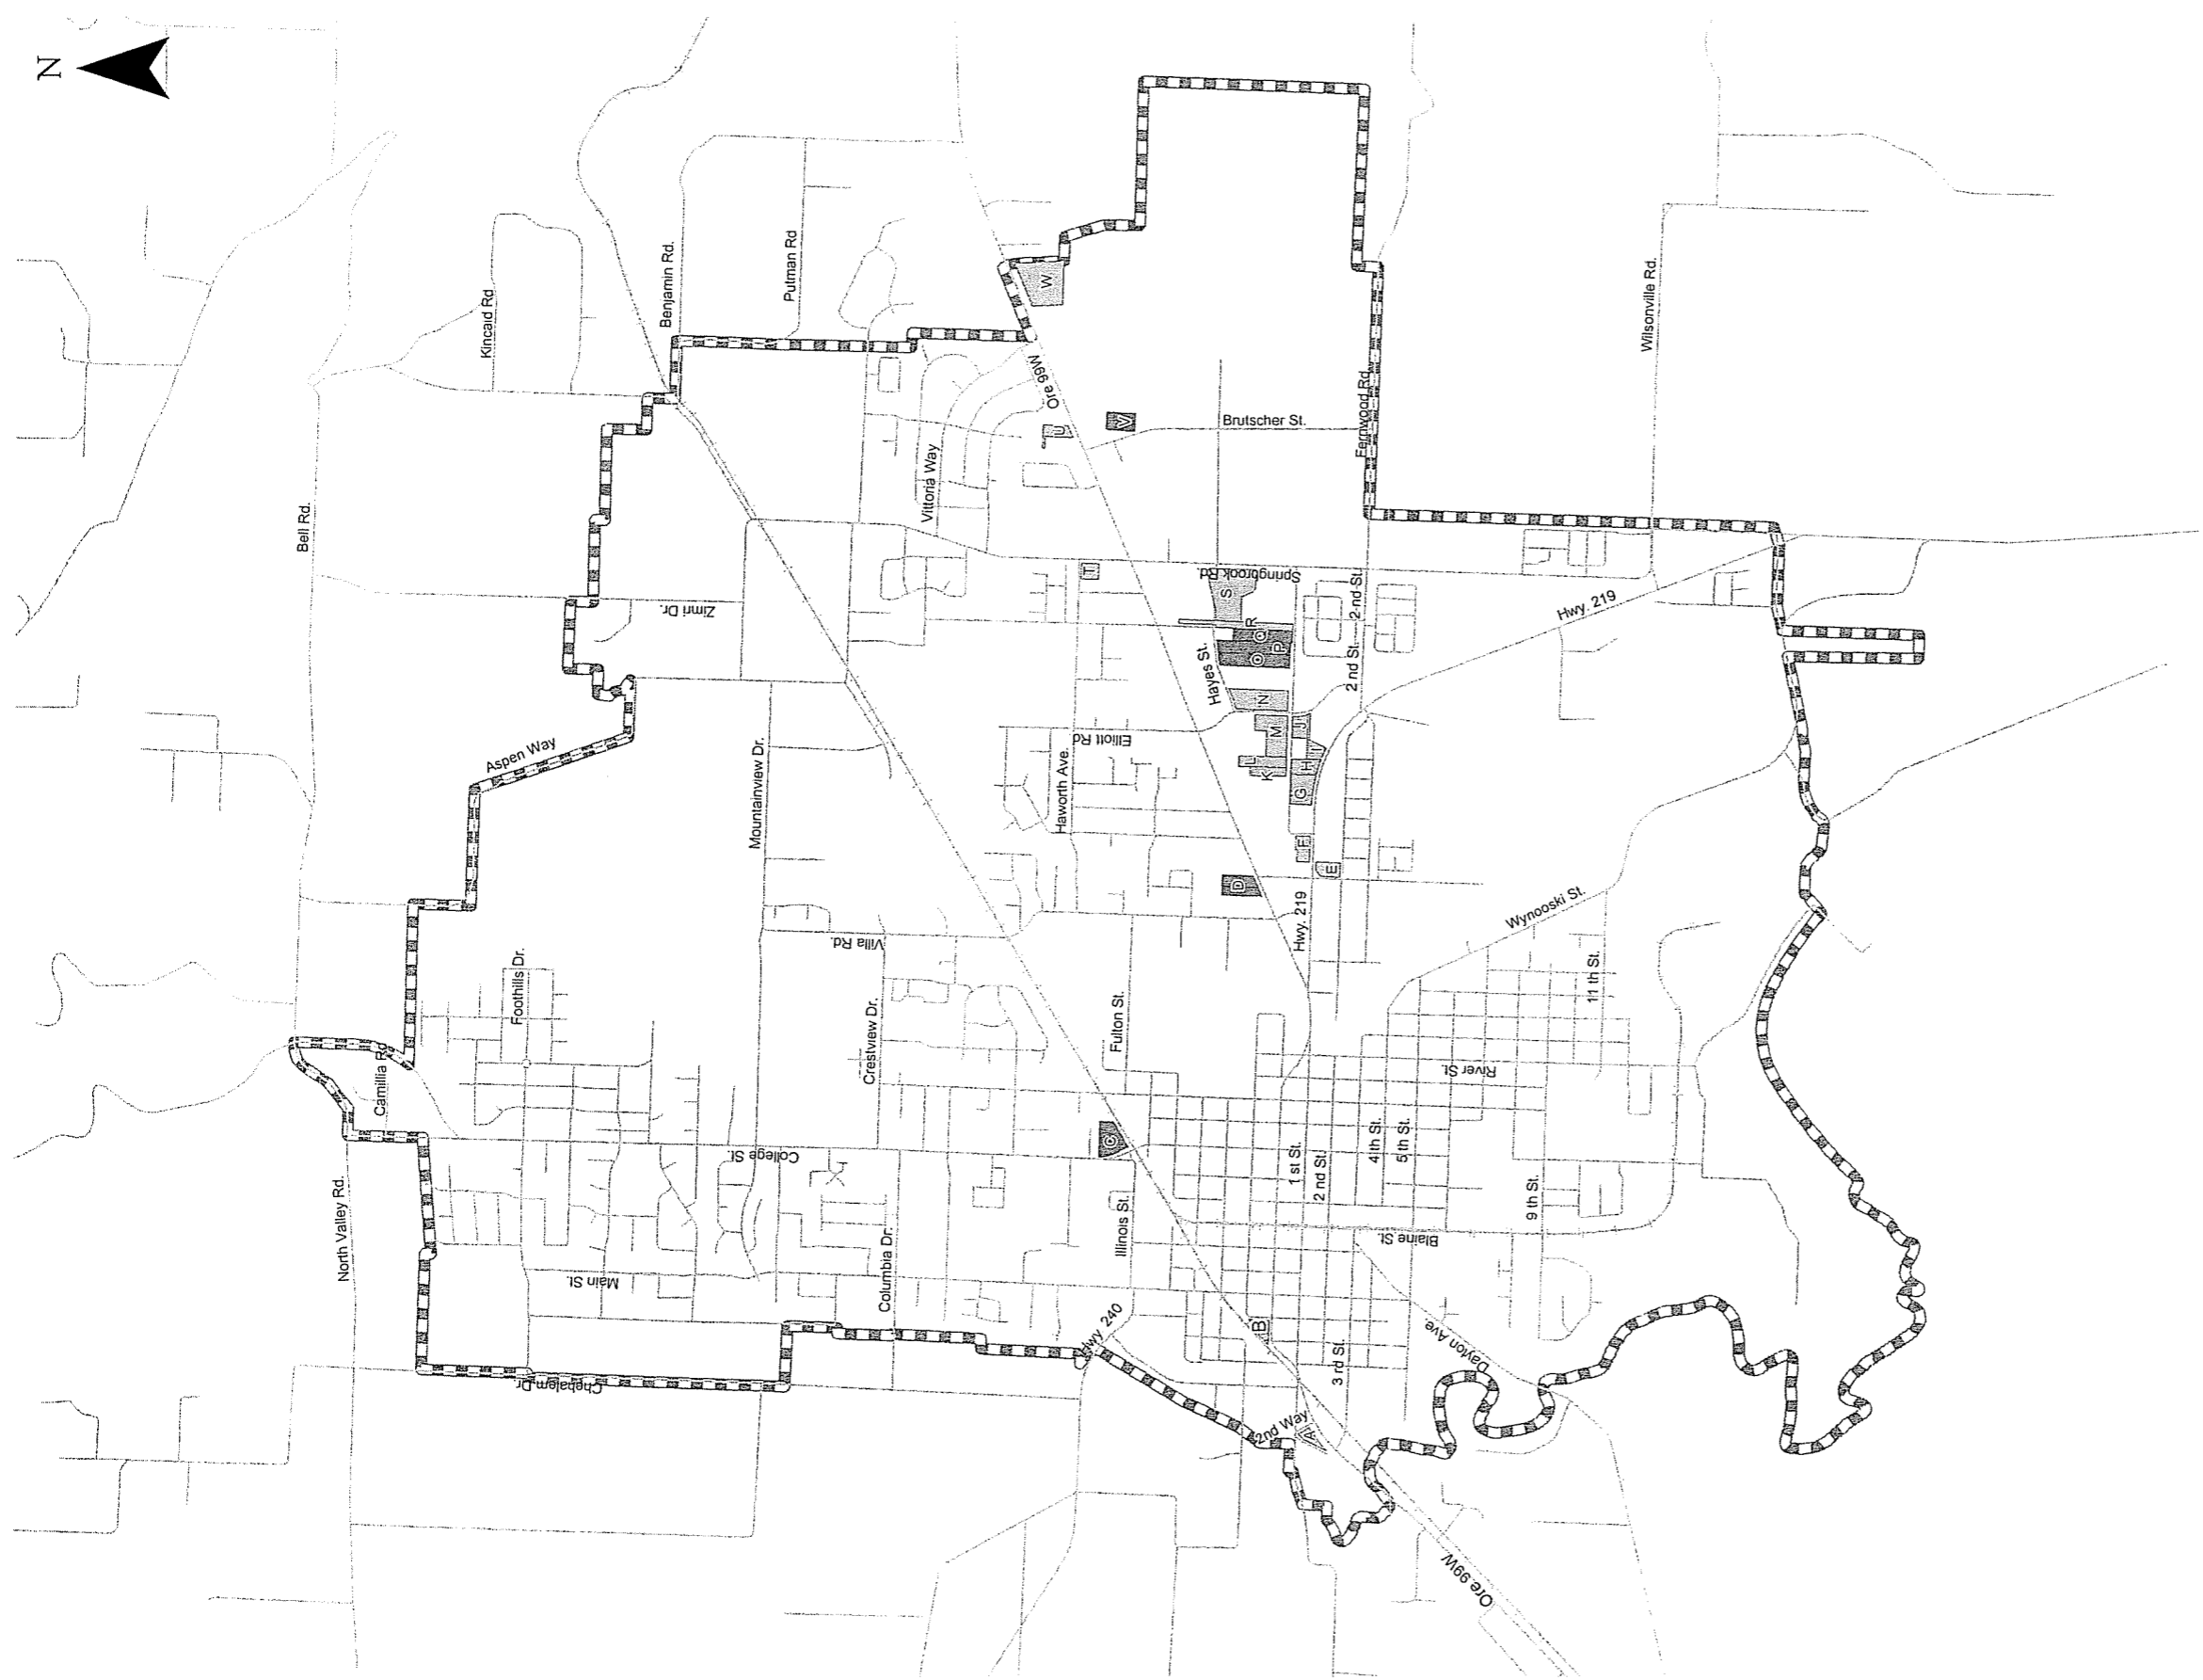 N
Bell Rd.
Kincaid Rd
Benjamin Rd.
Putman Rd
Ore 99W
W
U
V
Vittoria Way
Brutscher St.
Fernwood Rd.
Wilsonville Rd.
Zimri Dr.
T
Springbrook Rd
S
R
Q
O
P
Hayes St.
2 nd St.
2 nd St.
Hwy. 219
Aspen Way
Mountainview Dr.
Elliott Rd
Haworth Ave.
N
M
J
I
L
K
H
G
F
E
D
Hwy. 219
Wynooski St.
11 th St.
Villa Rd.
Foothills Dr.
Crestview Dr.
Fulton St.
River St.
Camillia Rd
College St.
C
1 st St.
2 nd St.
4 th St.
5 th St.
9 th St.
North Valley Rd.
Main St.
Columbia Dr.
Illinois St.
Blaine St.
Chehalem Dr.
Hwy 240
B
3 rd St.
Dayton Ave.
2nd Way
A
Ore 99W